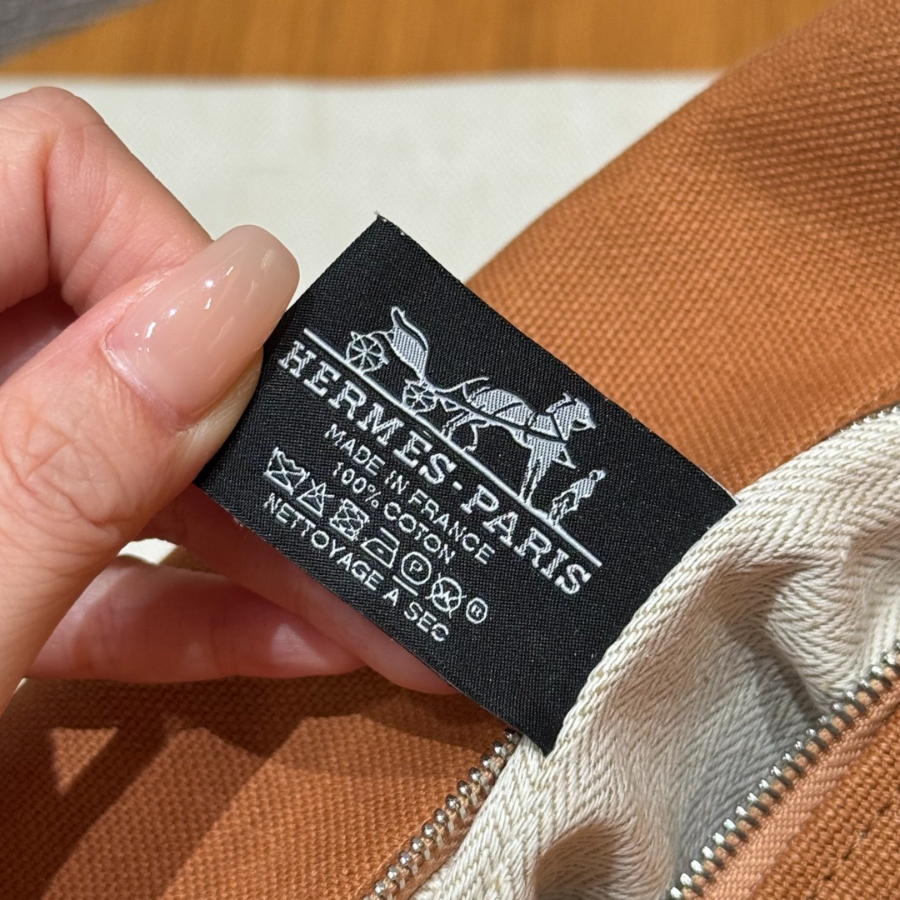 HERMES-PARIS
MADE IN FRANCE
100% COTON
P ®
NETTOYAGE A SEC